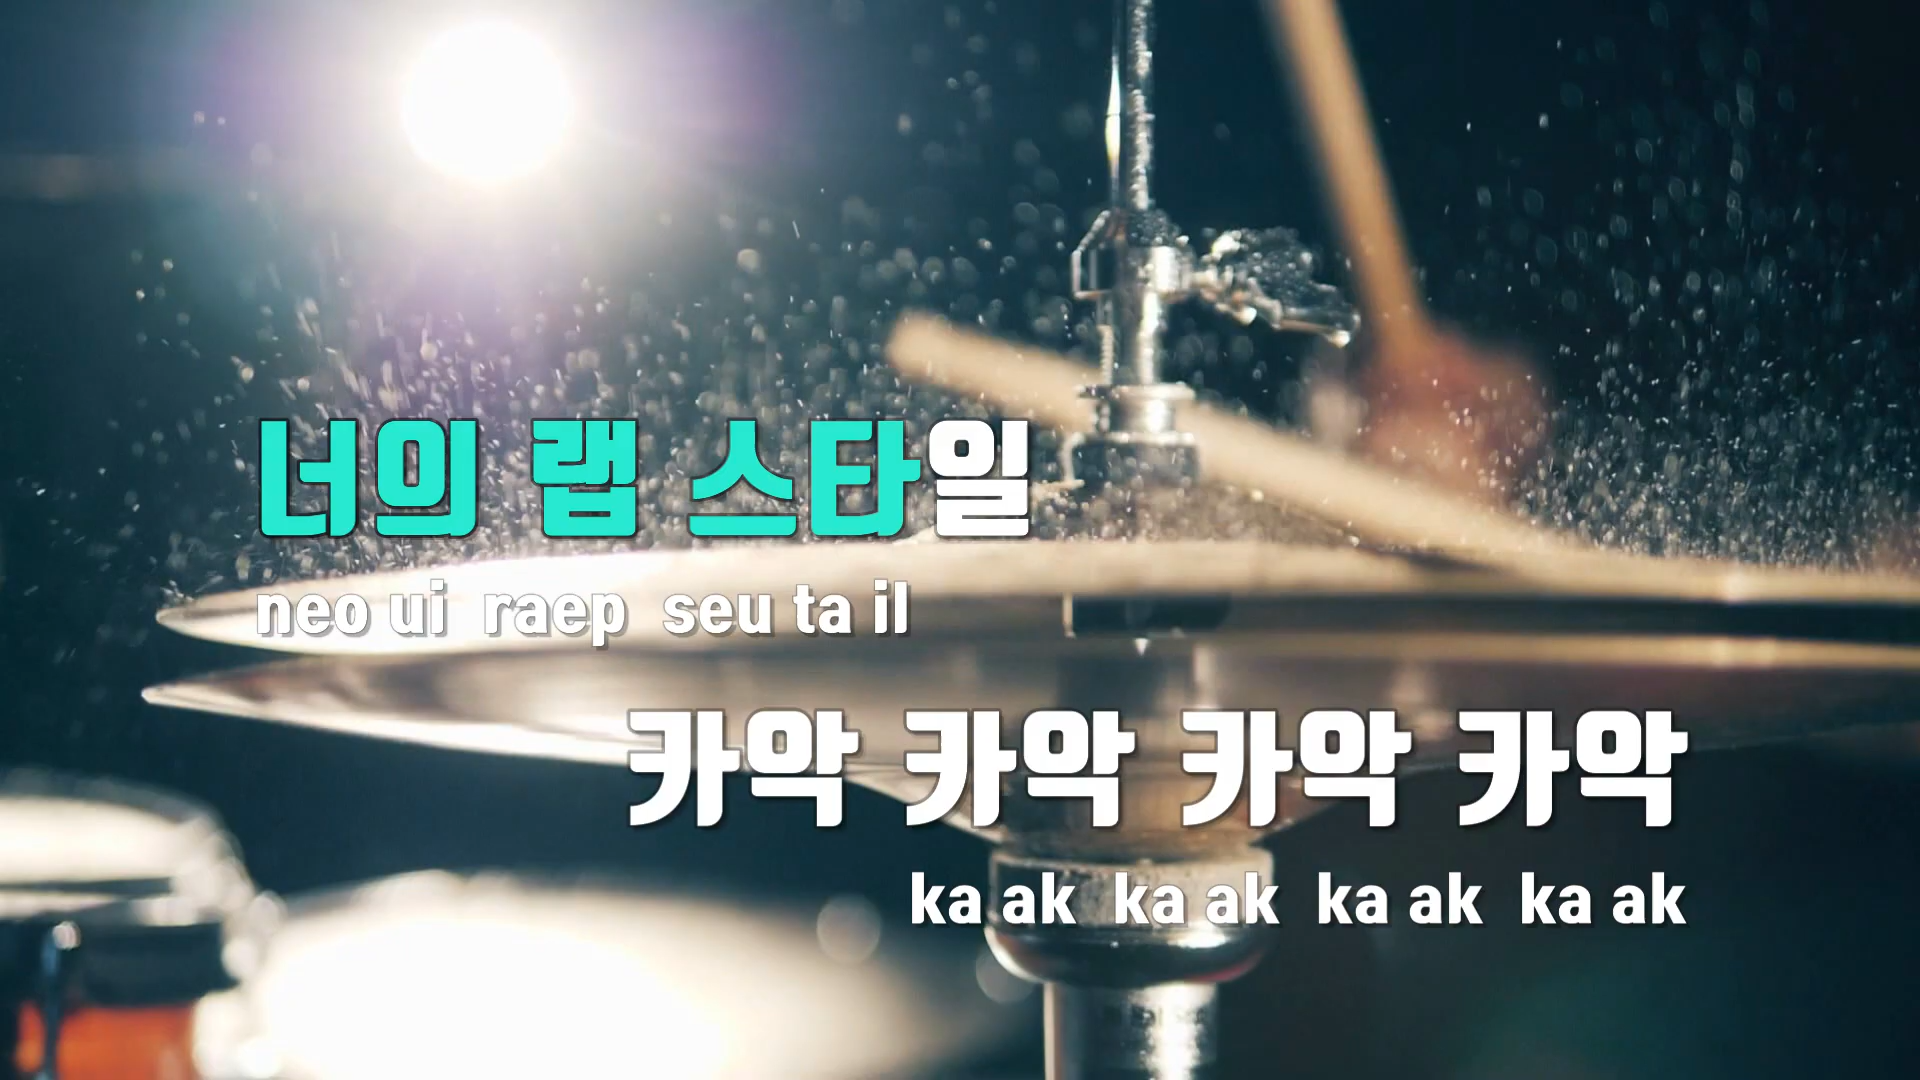 너의 랩 스타일
neo ui raep seu ta il
카악 카악 카악 카악
ka ak ka ak ka ak ka ak